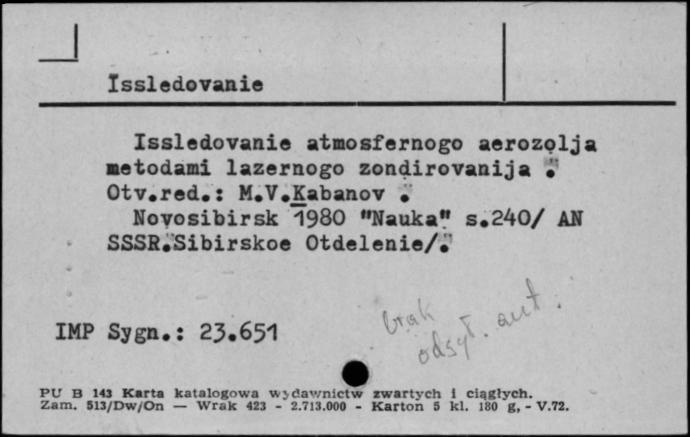 Issledovanie
Issledovanie atmosfernogo aerozolja
metodami lazernogo zondirovanija .
Otv.red.: M.V.Kabanov .
Novosibirsk 1980 "Nauka" s.240/ AN
SSSR.Sibirskoe Otdelenie/.
IMP Sygn.: 23.651
brak
odsył. aut.
PU B 143 Karta katalogowa wydawnictw zwartych i ciągłych.
Zam. 513/Dw/On — Wrak 423 - 2.713.000 - Karton 5 kl. 180 g, - V.72.